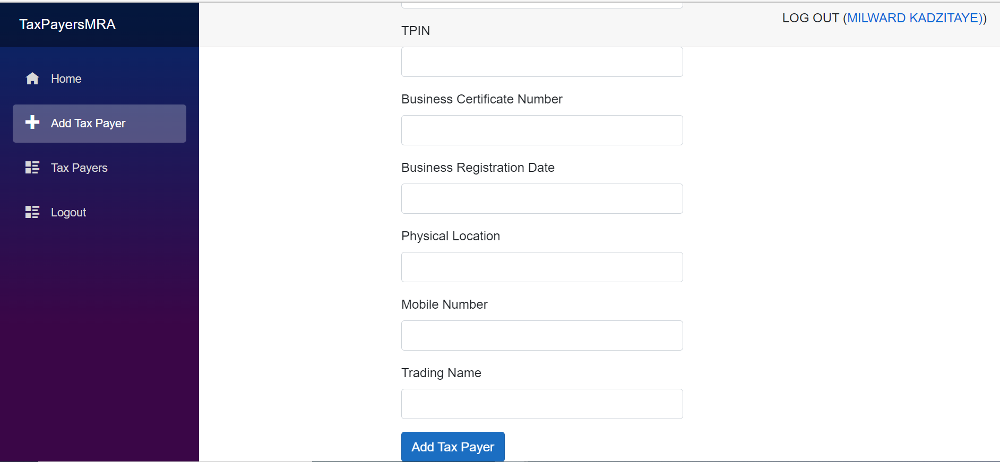 TaxPayersMRA
LOG OUT (MILWARD KADZITAYE))
Home
Add Tax Payer
Tax Payers
Logout
TPIN
Business Certificate Number
Business Registration Date
Physical Location
Mobile Number
Trading Name
Add Tax Payer